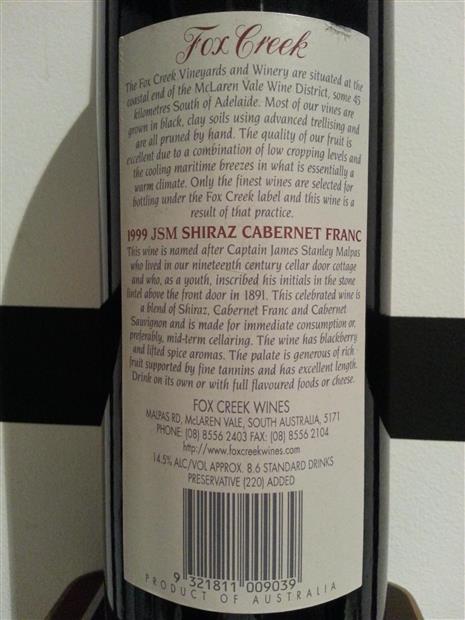 Fox Creek
The Fox Creek Vineyards and Winery are situated at the
coastal end of the McLaren Vale Wine District, some 45
kilometres South of Adelaide. Most of our vines are
grown in black, clay soils using advanced trellising and
are all pruned by hand. The quality of our fruit is
excellent due to a combination of low cropping levels and
the cooling maritime breezes in what is essentially a
warm climate. Only the finest wines are selected for
bottling under the Fox Creek label and this wine is a
result of that practice.
1999 JSM SHIRAZ CABERNET FRANC
This wine is named after Captain James Stanley Malpas
who lived in our nineteenth century cellar door cottage
and who, as a youth, inscribed his initials in the stone
lintel above the front door in 1891. This celebrated wine is
a blend of Shiraz, Cabernet Franc and Cabernet
Sauvignon and is made for immediate consumption or,
preferably, mid-term cellaring. The wine has blackberry
and lifted spice aromas. The palate is generous of rich
fruit supported by fine tannins and has excellent length.
Drink on its own or with full flavoured foods or cheese.
FOX CREEK WINES
MALPAS RD, McLAREN VALE, SOUTH AUSTRALIA, 5171
PHONE: (08) 8556 2403 FAX: (08) 8556 2104
http://www.foxcreekwines.com
14.5% ALC/VOL APPROX. 8.6 STANDARD DRINKS
PRESERVATIVE (220) ADDED
9 321811 009039
PRODUCT OF AUSTRALIA